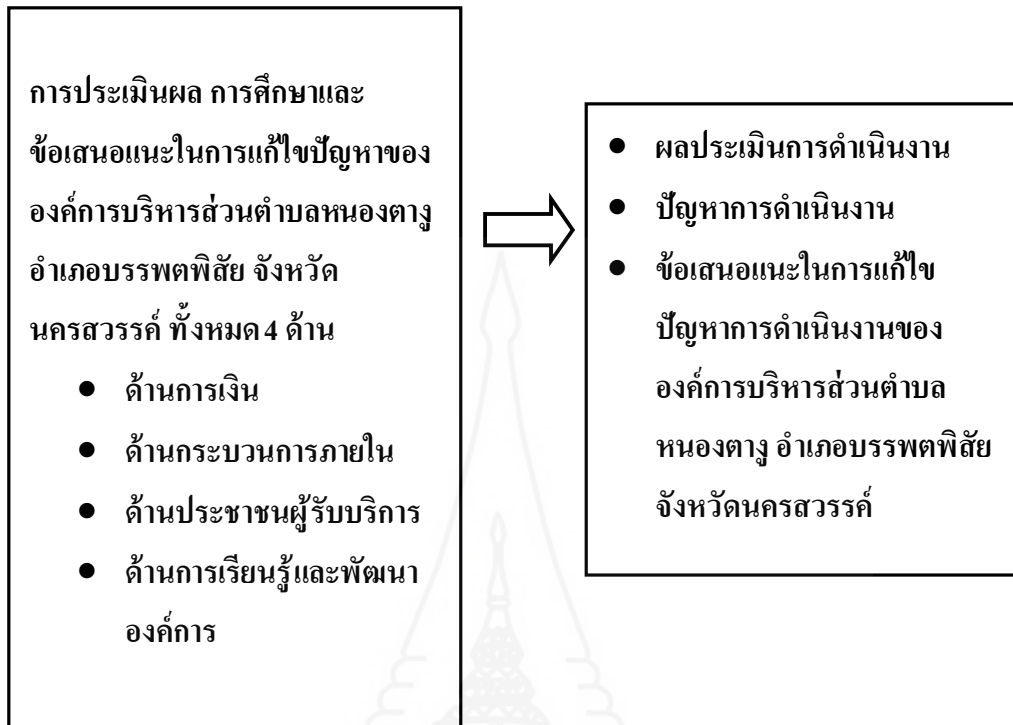 การประเมินผล การศึกษาและ
ข้อเสนอแนะในการแก้ไขปัญหาของ
องค์การบริหารส่วนตำบลหนองตางู
อำเภอบรรพตพิสัย จังหวัด
นครสวรรค์ ทั้งหมด 4 ด้าน
● ด้านการเงิน
● ด้านกระบวนการภายใน
● ด้านประชาชนผู้รับบริการ
● ด้านการเรียนรู้และพัฒนา
องค์การ
● ผลประเมินการดำเนินงาน
● ปัญหาการดำเนินงาน
● ข้อเสนอแนะในการแก้ไข
ปัญหาการดำเนินงานของ
องค์การบริหารส่วนตำบล
หนองตางู อำเภอบรรพตพิสัย
จังหวัดนครสวรรค์